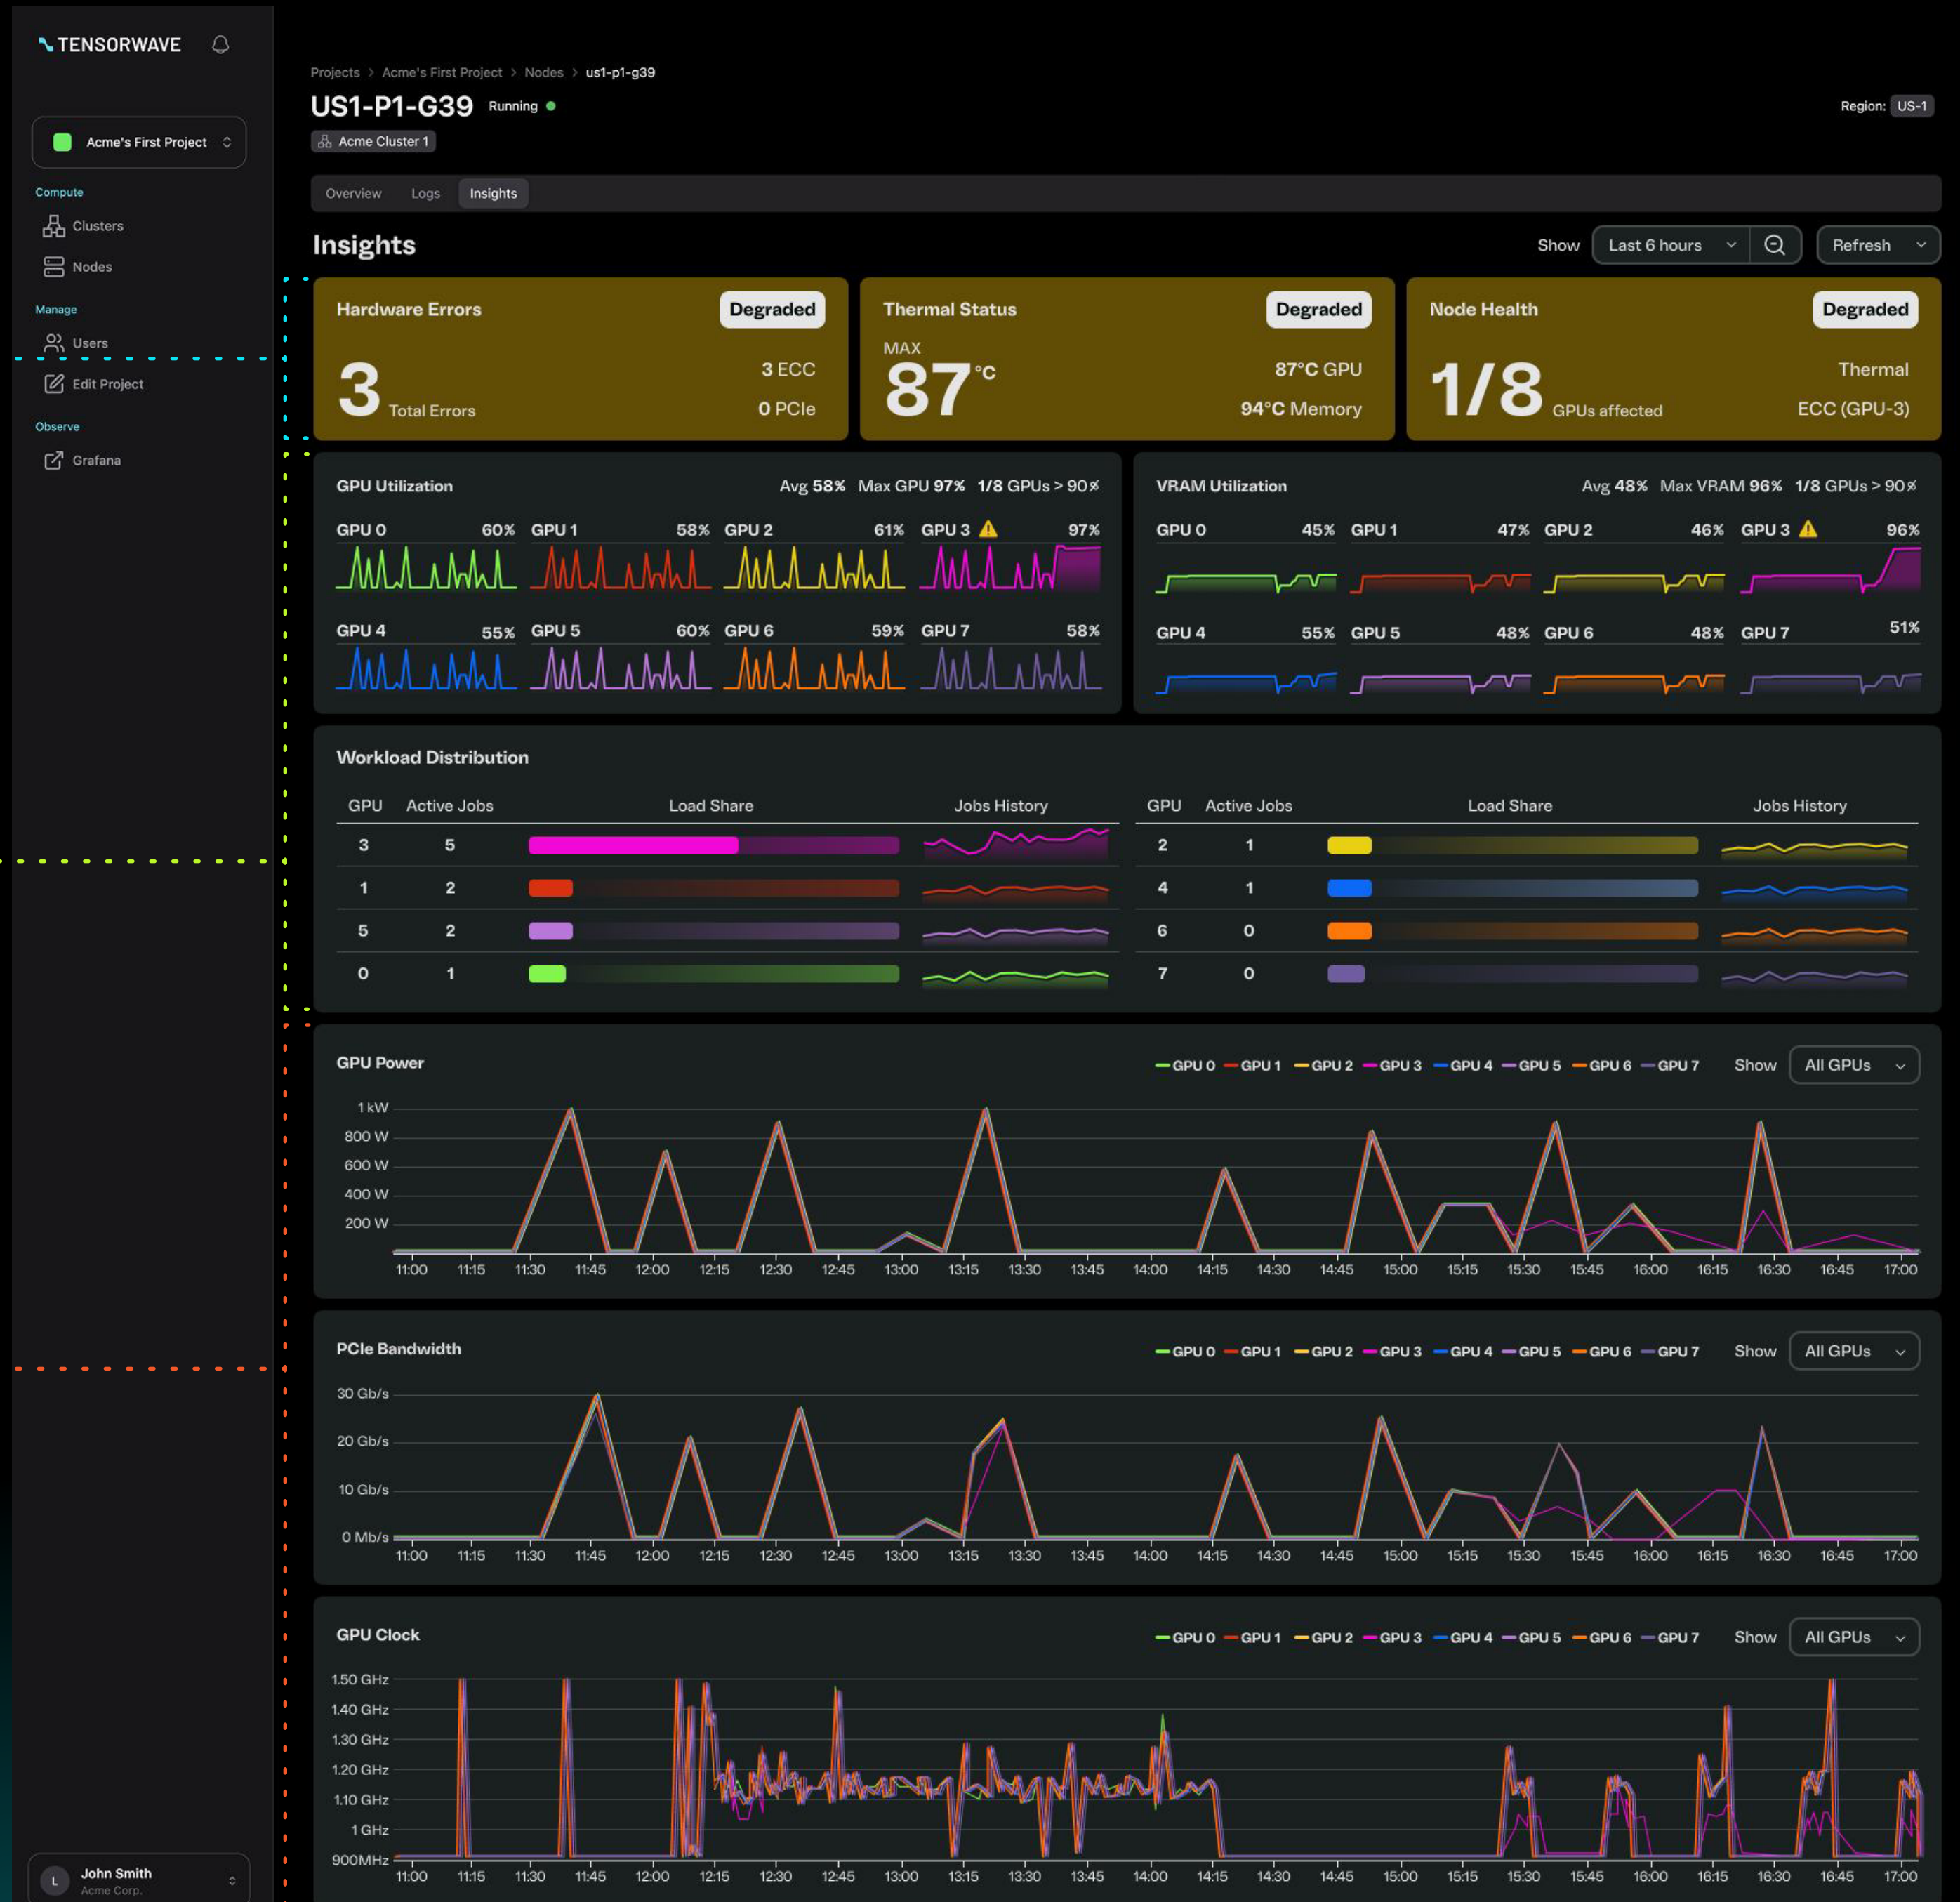 TENSORWAVE
Acme's First Project
Compute
Clusters
Nodes
Manage
Users
Edit Project
Observe
Grafana
L
John Smith
Acme Corp.
Projects > Acme's First Project > Nodes > us1-p1-g39
US1-P1-G39 Running
Region: US-1
Acme Cluster 1
Overview Logs Insights
Insights
Show Last 6 hours Refresh
Hardware Errors Degraded
3 Total Errors
3 ECC
0 PCIe
Thermal Status Degraded
MAX
87°C
87°C GPU
94°C Memory
Node Health Degraded
1/8 GPUs affected
Thermal
ECC (GPU-3)
GPU Utilization Avg 58% Max GPU 97% 1/8 GPUs > 90%
GPU 0 60% GPU 1 58% GPU 2 61% GPU 3 97%
GPU 4 55% GPU 5 60% GPU 6 59% GPU 7 58%
VRAM Utilization Avg 48% Max VRAM 96% 1/8 GPUs > 90%
GPU 0 45% GPU 1 47% GPU 2 46% GPU 3 96%
GPU 4 55% GPU 5 48% GPU 6 48% GPU 7 51%
Workload Distribution
GPU Active Jobs Load Share Jobs History GPU Active Jobs Load Share Jobs History
3 5 2 1
1 2 4 1
5 2 6 0
0 1 7 0
GPU Power
GPU 0 GPU 1 GPU 2 GPU 3 GPU 4 GPU 5 GPU 6 GPU 7 Show All GPUs
1 kW
800 W
600 W
400 W
200 W
11:00 11:15 11:30 11:45 12:00 12:15 12:30 12:45 13:00 13:15 13:30 13:45 14:00 14:15 14:30 14:45 15:00 15:15 15:30 15:45 16:00 16:15 16:30 16:45 17:00
PCIe Bandwidth
GPU 0 GPU 1 GPU 2 GPU 3 GPU 4 GPU 5 GPU 6 GPU 7 Show All GPUs
30 Gb/s
20 Gb/s
10 Gb/s
0 Mb/s
11:00 11:15 11:30 11:45 12:00 12:15 12:30 12:45 13:00 13:15 13:30 13:45 14:00 14:15 14:30 14:45 15:00 15:15 15:30 15:45 16:00 16:15 16:30 16:45 17:00
GPU Clock
GPU 0 GPU 1 GPU 2 GPU 3 GPU 4 GPU 5 GPU 6 GPU 7 Show All GPUs
1.50 GHz
1.40 GHz
1.30 GHz
1.20 GHz
1.10 GHz
1 GHz
900MHz
11:00 11:15 11:30 11:45 12:00 12:15 12:30 12:45 13:00 13:15 13:30 13:45 14:00 14:15 14:30 14:45 15:00 15:15 15:30 15:45 16:00 16:15 16:30 16:45 17:00